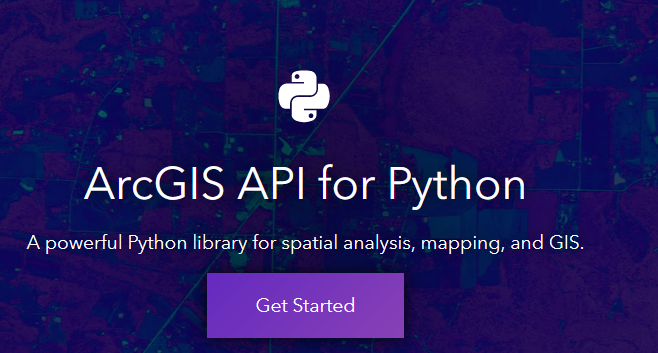 ArcGIS API for Python
A powerful Python library for spatial analysis, mapping, and GIS.
Get Started